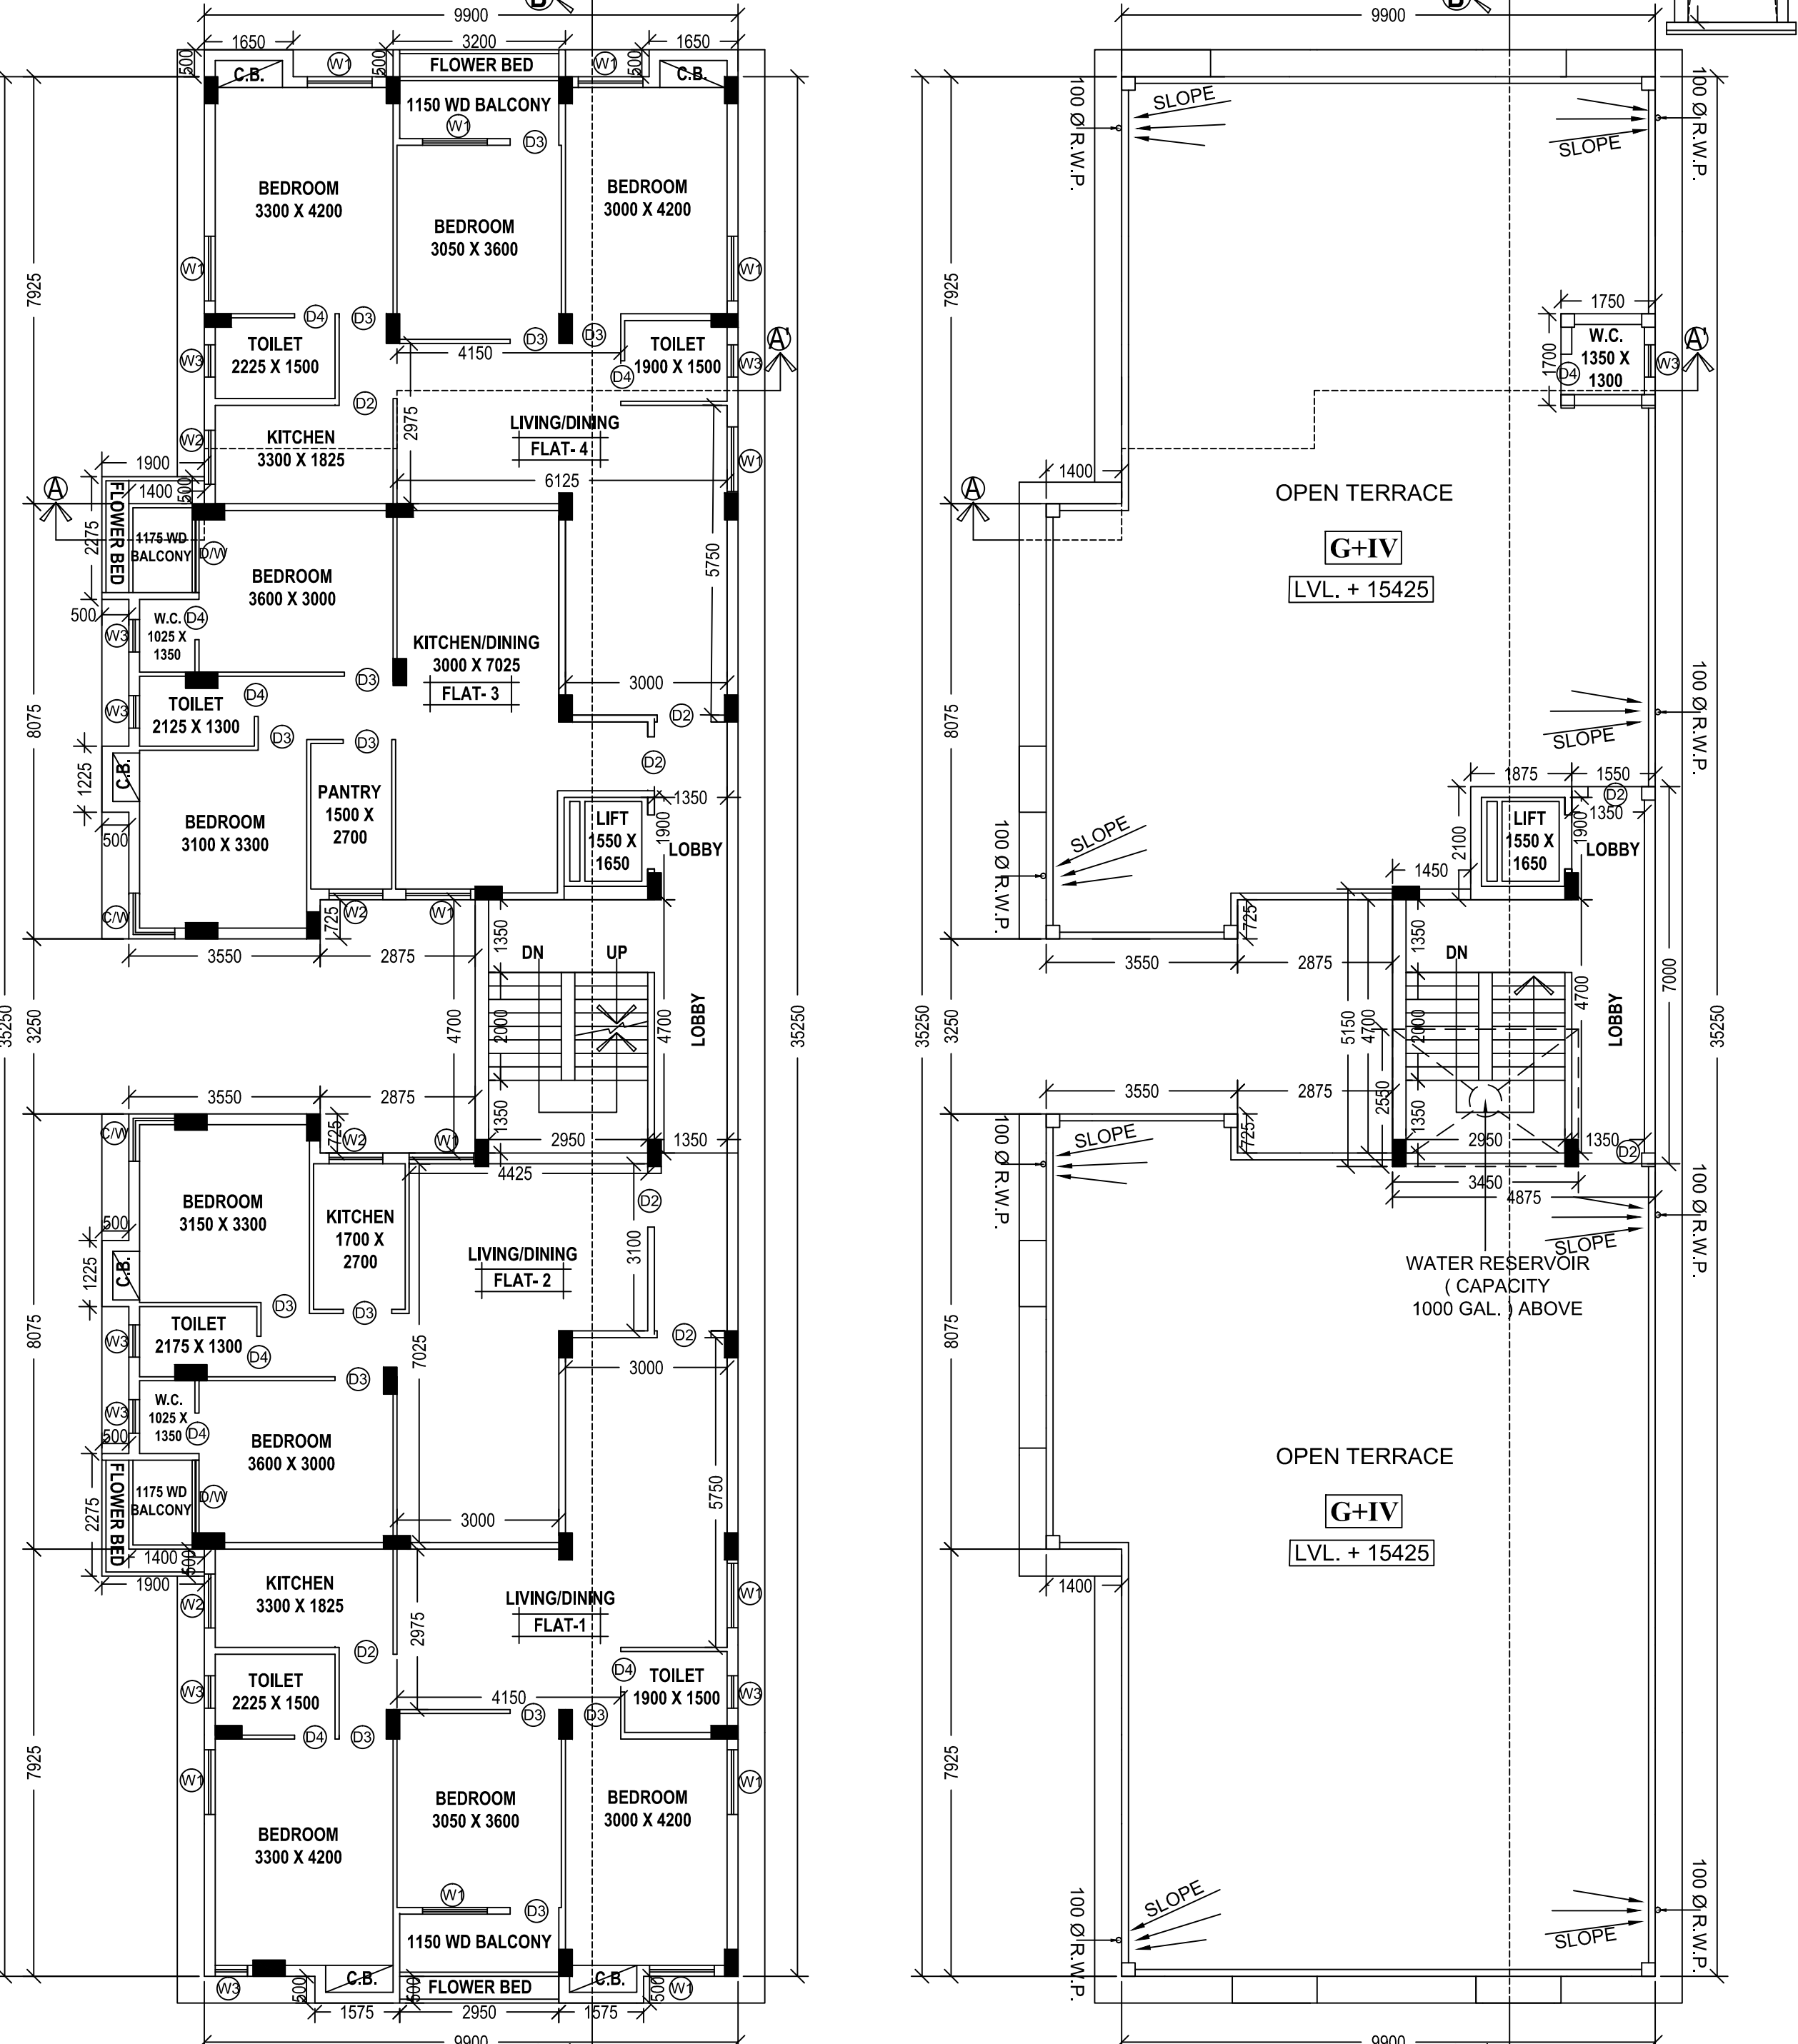 B
9900
1650
3200
1650
500
C.B.
W1
500
FLOWER BED
W1
500
C.B.
1150 WD BALCONY
W1
D3
BEDROOM
3300 X 4200
BEDROOM
3050 X 3600
BEDROOM
3000 X 4200
7925
W1
W1
D4
D3
D3
D3
TOILET
2225 X 1500
W3
4150
TOILET
1900 X 1500
W3
A'
D4
D2
2975
LIVING/DINING
FLAT- 4
KITCHEN
3300 X 1825
W2
W1
1900
1400
500
6125
A
FLOWER BED
2275
1175 WD
BALCONY
D/W
BEDROOM
3600 X 3000
5750
500
W.C.
1025 X
1350
D4
W3
KITCHEN/DINING
3000 X 7025
FLAT- 3
D3
3000
TOILET
2125 X 1300
D4
W3
D2
D3
D3
D2
8075
1225
C.B.
PANTRY
1500 X
2700
1350
BEDROOM
3100 X 3300
500
LIFT
1550 X
1650
1900
LOBBY
C/W
725
W2
W1
3550
2875
1350
DN
UP
35250
3250
4700
2000
4700
LOBBY
35250
3550
2875
1350
C/W
725
W2
W1
2950
1350
4425
BEDROOM
3150 X 3300
KITCHEN
1700 X
2700
D2
500
3100
LIVING/DINING
FLAT- 2
1225
C.B.
D3
D3
TOILET
2175 X 1300
W3
D4
D2
8075
7025
3000
D3
W.C.
1025 X
1350
D4
W3
500
BEDROOM
3600 X 3000
FLOWER BED
2275
1175 WD
BALCONY
D/W
5750
3000
1400
500
1900
KITCHEN
3300 X 1825
W2
LIVING/DINING
FLAT-1
W1
2975
D2
TOILET
2225 X 1500
W3
D4
TOILET
1900 X 1500
W3
4150
D3
D3
D4
D3
7925
W1
W1
BEDROOM
3300 X 4200
BEDROOM
3050 X 3600
BEDROOM
3000 X 4200
W1
D3
1150 WD BALCONY
W3
500
C.B.
500
FLOWER BED
C.B.
500
W1
1575
2950
1575
9900
B
9900
100 Ø R.W.P.
SLOPE
SLOPE
100 Ø R.W.P.
7925
1750
1700
W.C.
1350 X
1300
D4
W3
A'
1400
A
OPEN TERRACE
G+IV
LVL. + 15425
8075
100 Ø R.W.P.
SLOPE
1875
1550
D2
1350
100 Ø R.W.P.
SLOPE
2100
LIFT
1550 X
1650
1900
LOBBY
1450
725
3550
2875
1350
DN
35250
3250
5150
4700
2000
4700
LOBBY
7000
35250
3550
2875
2550
1350
725
2950
1350
D2
100 Ø R.W.P.
SLOPE
3450
4875
SLOPE
100 Ø R.W.P.
WATER RESERVOIR
( CAPACITY
1000 GAL. ) ABOVE
8075
OPEN TERRACE
G+IV
LVL. + 15425
1400
7925
100 Ø R.W.P.
SLOPE
SLOPE
100 Ø R.W.P.
9900